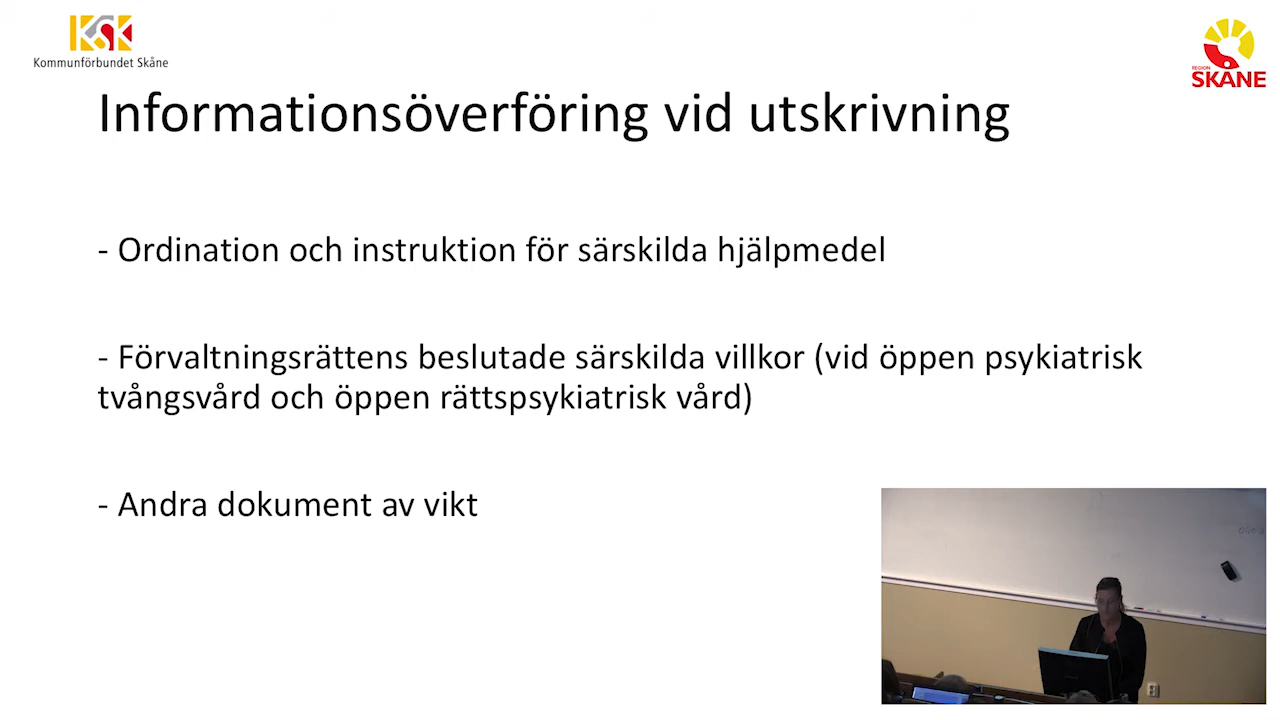 KSK
Kommunförbundet Skåne
REGION
SKÅNE
Informationsöverföring vid utskrivning
- Ordination och instruktion för särskilda hjälpmedel
- Förvaltningsrättens beslutade särskilda villkor (vid öppen psykiatrisk
tvångsvård och öppen rättspsykiatrisk vård)
- Andra dokument av vikt